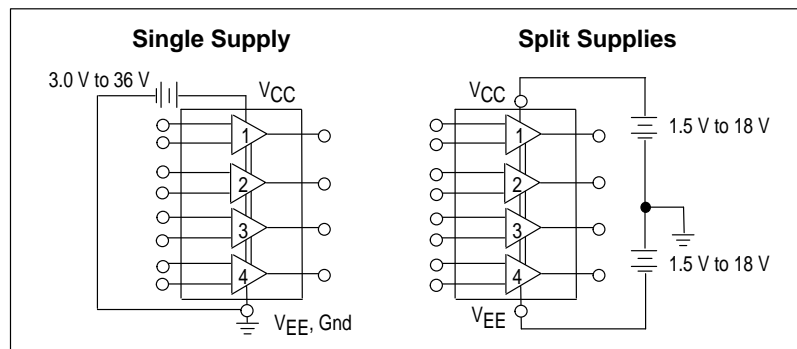 Single Supply
3.0 V to 36 V
VCC
1
2
3
4
VEE, Gnd
Split Supplies
VCC
1
2
3
4
VEE
1.5 V to 18 V
1.5 V to 18 V